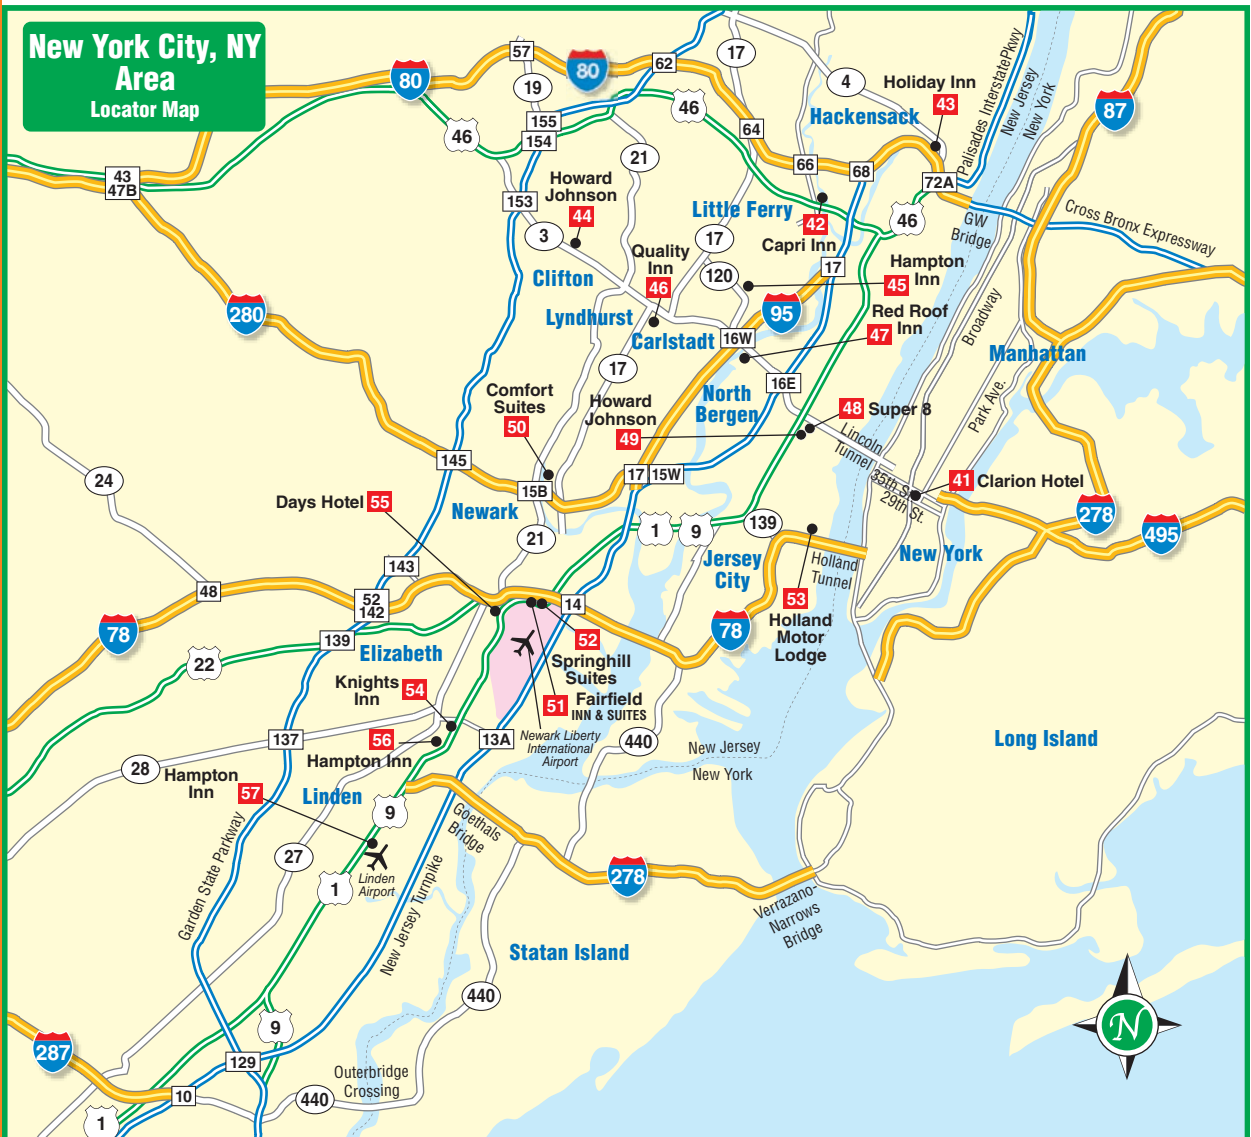 New York City, NY
Area
Locator Map
80
57
80
62
17
19
4
Holiday Inn
43
Hackensack
Palisades Interstate Pkwy
New Jersey
New York
87
46
155
154
46
64
21
66
68
72A
43
47B
Howard
Johnson
44
153
3
Little Ferry
42
Capri Inn
46
GW
Bridge
Cross Bronx Expressway
Quality
Inn
46
17
120
17
Hampton
Inn
45
Clifton
280
Lyndhurst
Carlstadt
95
Red Roof
Inn
47
16W
Broadway
Manhattan
17
16E
North
Bergen
Park Ave.
Comfort
Suites
50
Howard
Johnson
49
48
Super 8
Lincoln
Tunnel
145
24
15B
17
15W
35th St.
29th St.
41
Clarion Hotel
278
495
Days Hotel
55
Newark
21
1
9
139
Jersey
City
Holland
Tunnel
New York
143
48
52
142
14
53
Holland
Motor
Lodge
78
78
139
22
Elizabeth
52
Springhill
Suites
51
Fairfield
INN & SUITES
Knights
Inn
54
56
Hampton Inn
137
13A
Newark Liberty
International
Airport
440
New Jersey
New York
Long Island
28
Hampton
Inn
57
Linden
9
Goethals
Bridge
27
1
Linden
Airport
278
Garden State Parkway
New Jersey Turnpike
Verrazano-
Narrows
Bridge
Statan Island
440
N
9
287
129
10
440
Outerbridge
Crossing
1